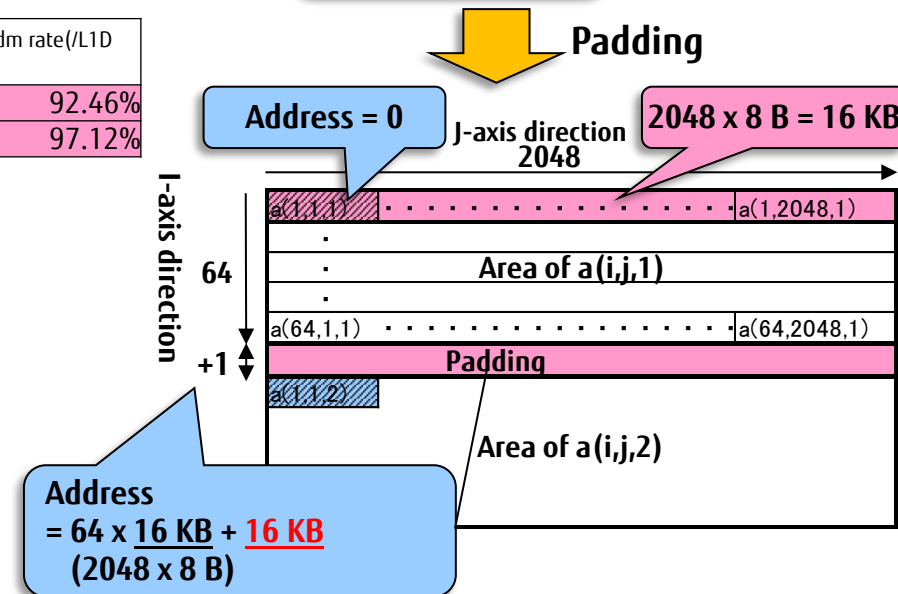 dm rate(/L1D
92.46%
97.12%
Padding
Address = 0
J-axis direction
2048
2048 x 8 B = 16 KB
I-axis direction
64
+1
a(1,1,1) ・・・・・・・・・・・・・・・・ a(1,2048,1)
・
・ Area of a(i,j,1)
・
a(64,1,1) ・・・・・・・・・・・・・・・・ a(64,2048,1)
Padding
a(1,1,2)
Area of a(i,j,2)
Address
= 64 x 16 KB + 16 KB
(2048 x 8 B)